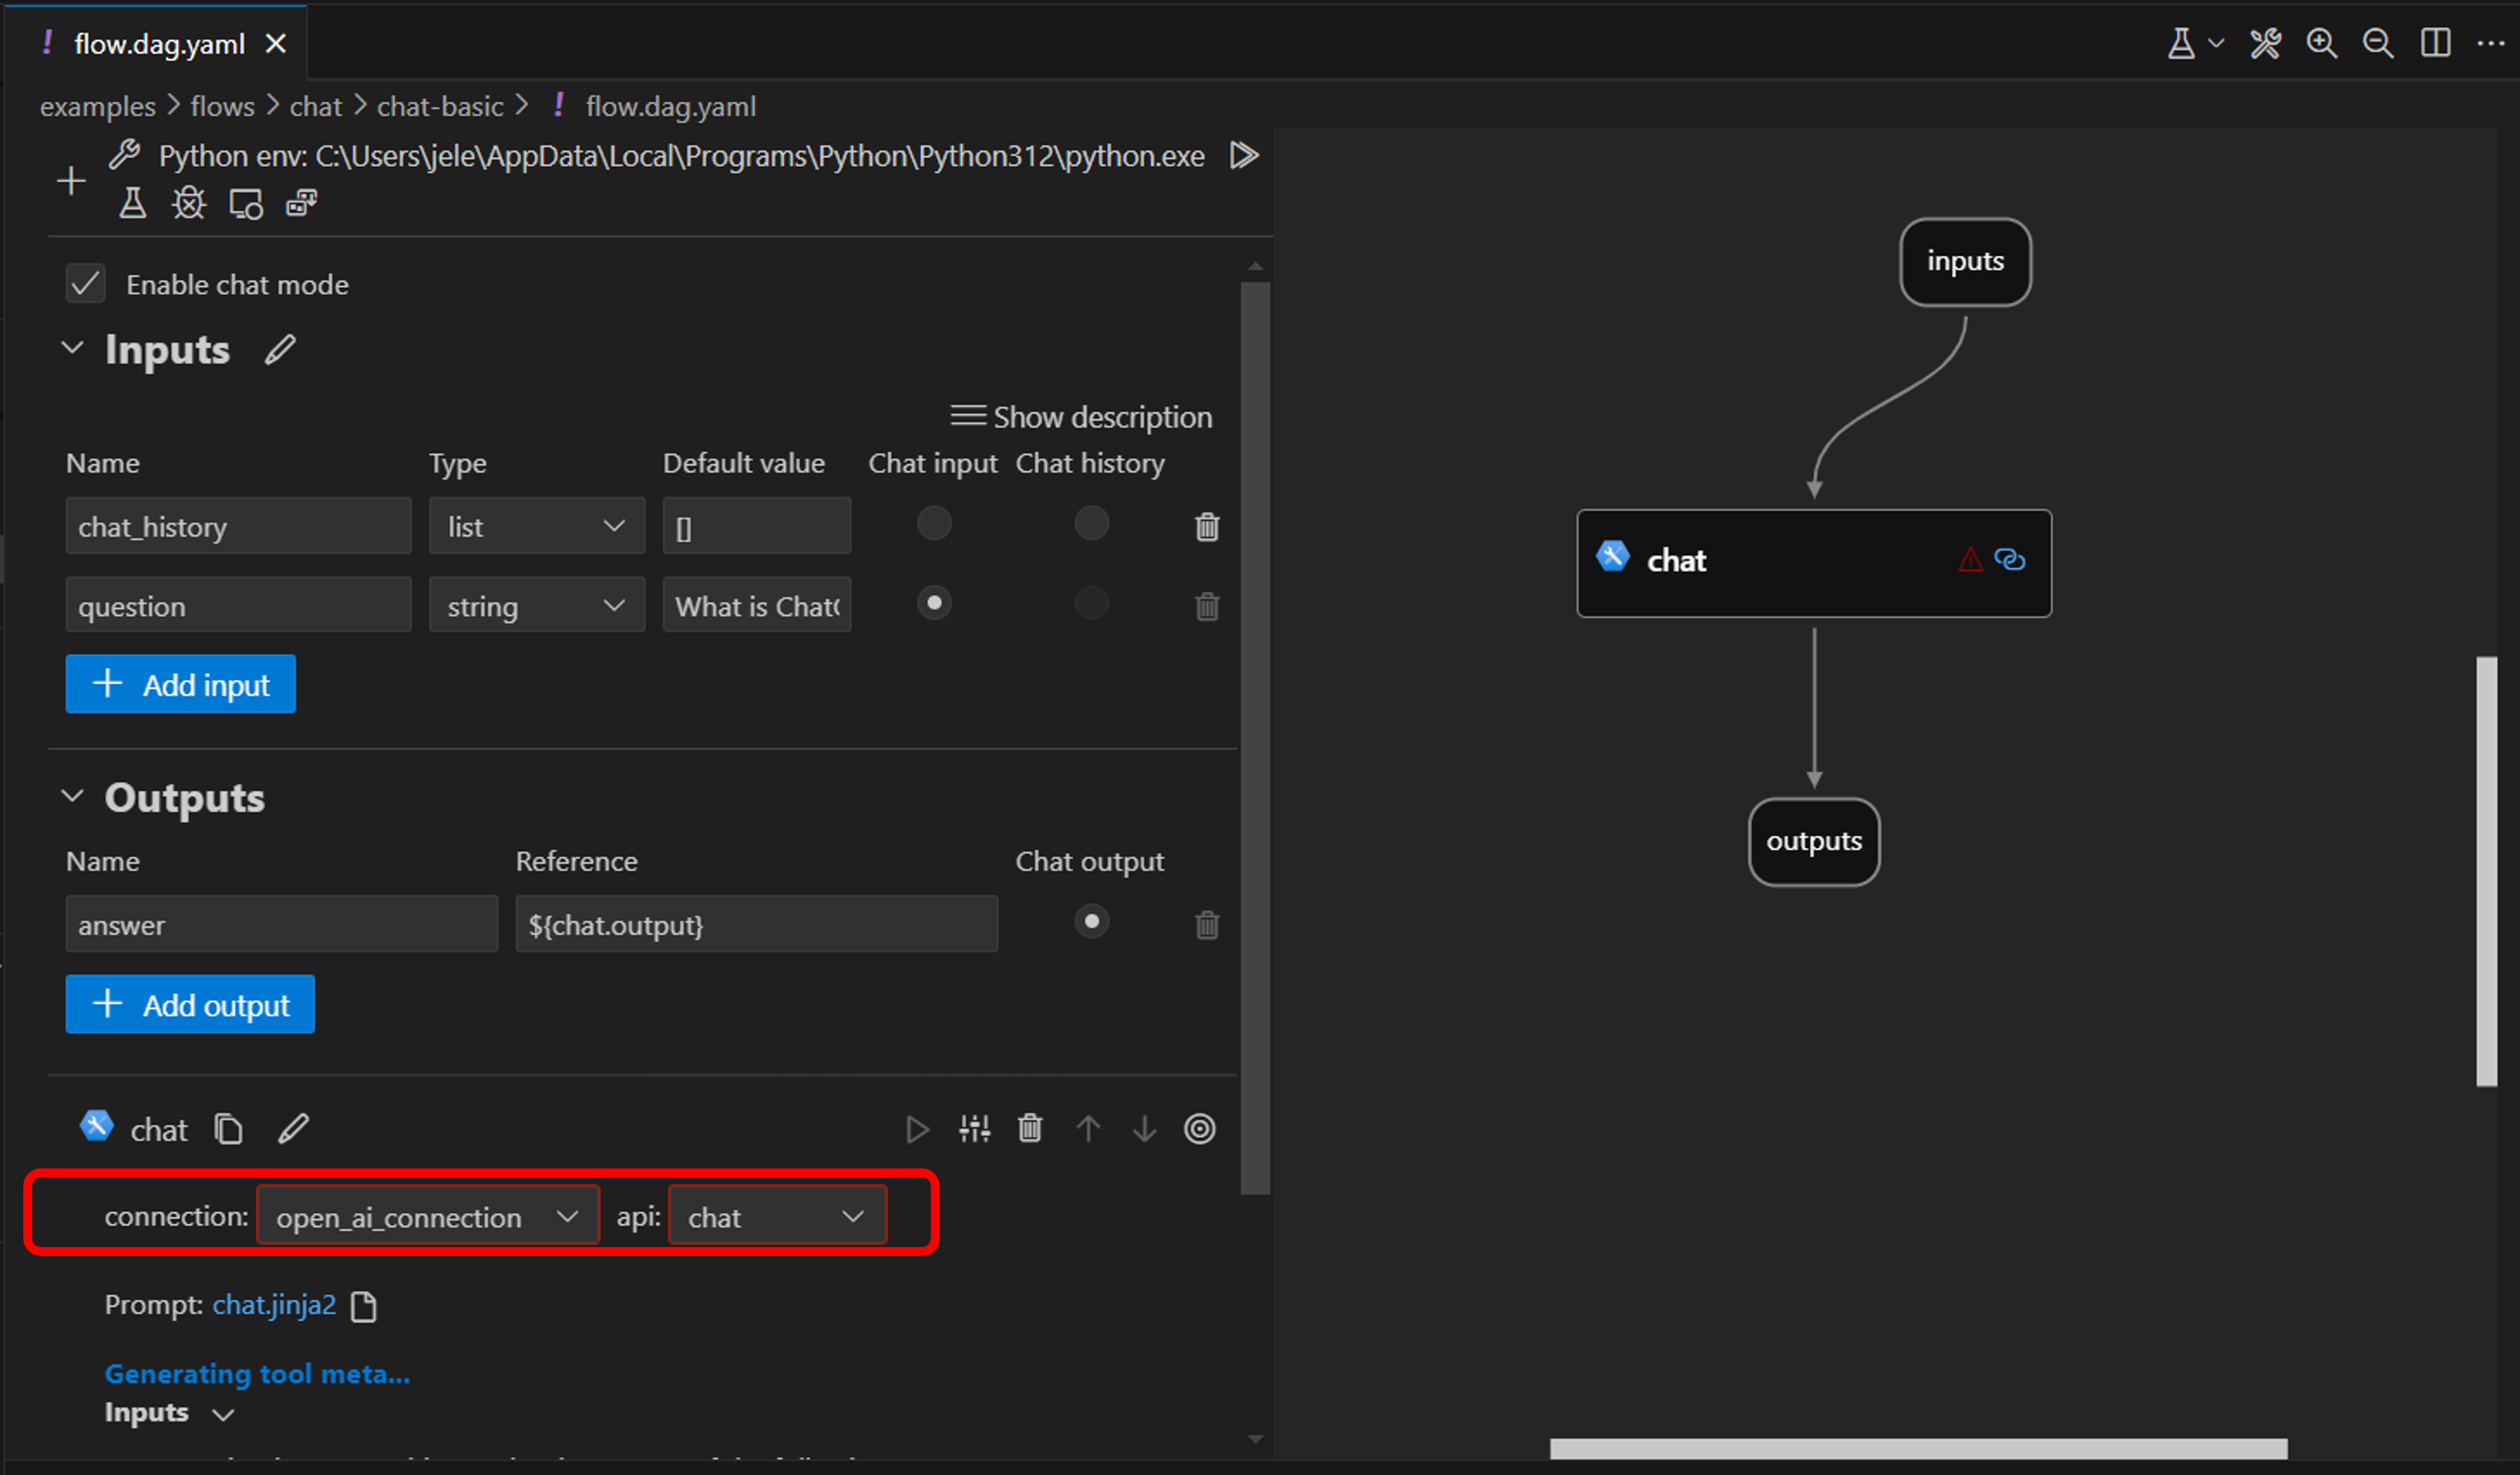 flow.dag.yaml
examples > flows > chat > chat-basic > ! flow.dag.yaml
Python env: C:\Users\jele\AppData\Local\Programs\Python\Python312\python.exe
Enable chat mode
Inputs
Show description
Name Type Default value Chat input Chat history
chat_history list []
question string What is Chat
Add input
Outputs
Name Reference Chat output
answer ${chat.output}
Add output
chat
connection: open_ai_connection api: chat
Prompt: chat.jinja2
Generating tool meta...
Inputs
inputs
chat
outputs